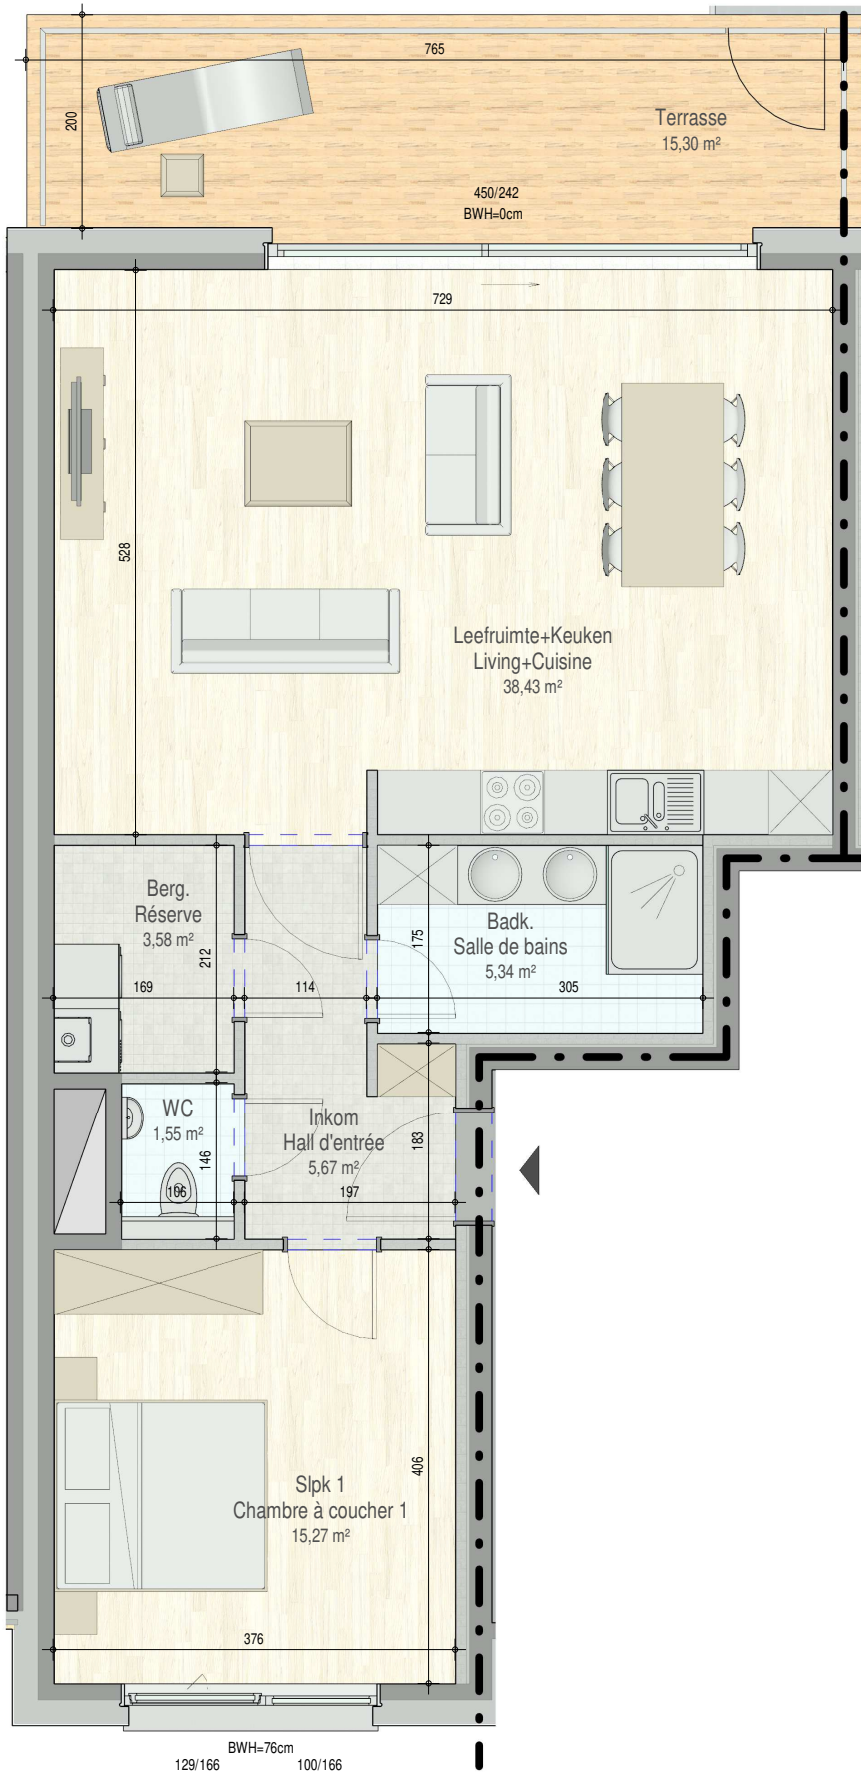 765
200
Terrasse
15,30 m²
450/242
BWH=0cm
729
528
Leefruimte+Keuken
Living+Cuisine
38,43 m²
Berg.
Réserve
3,58 m²
212
169
114
Badk.
Salle de bains
5,34 m²
175
305
WC
1,55 m²
146
106
Inkom
Hall d'entrée
5,67 m²
183
197
Slpk 1
Chambre à coucher 1
15,27 m²
406
376
BWH=76cm
129/166
100/166